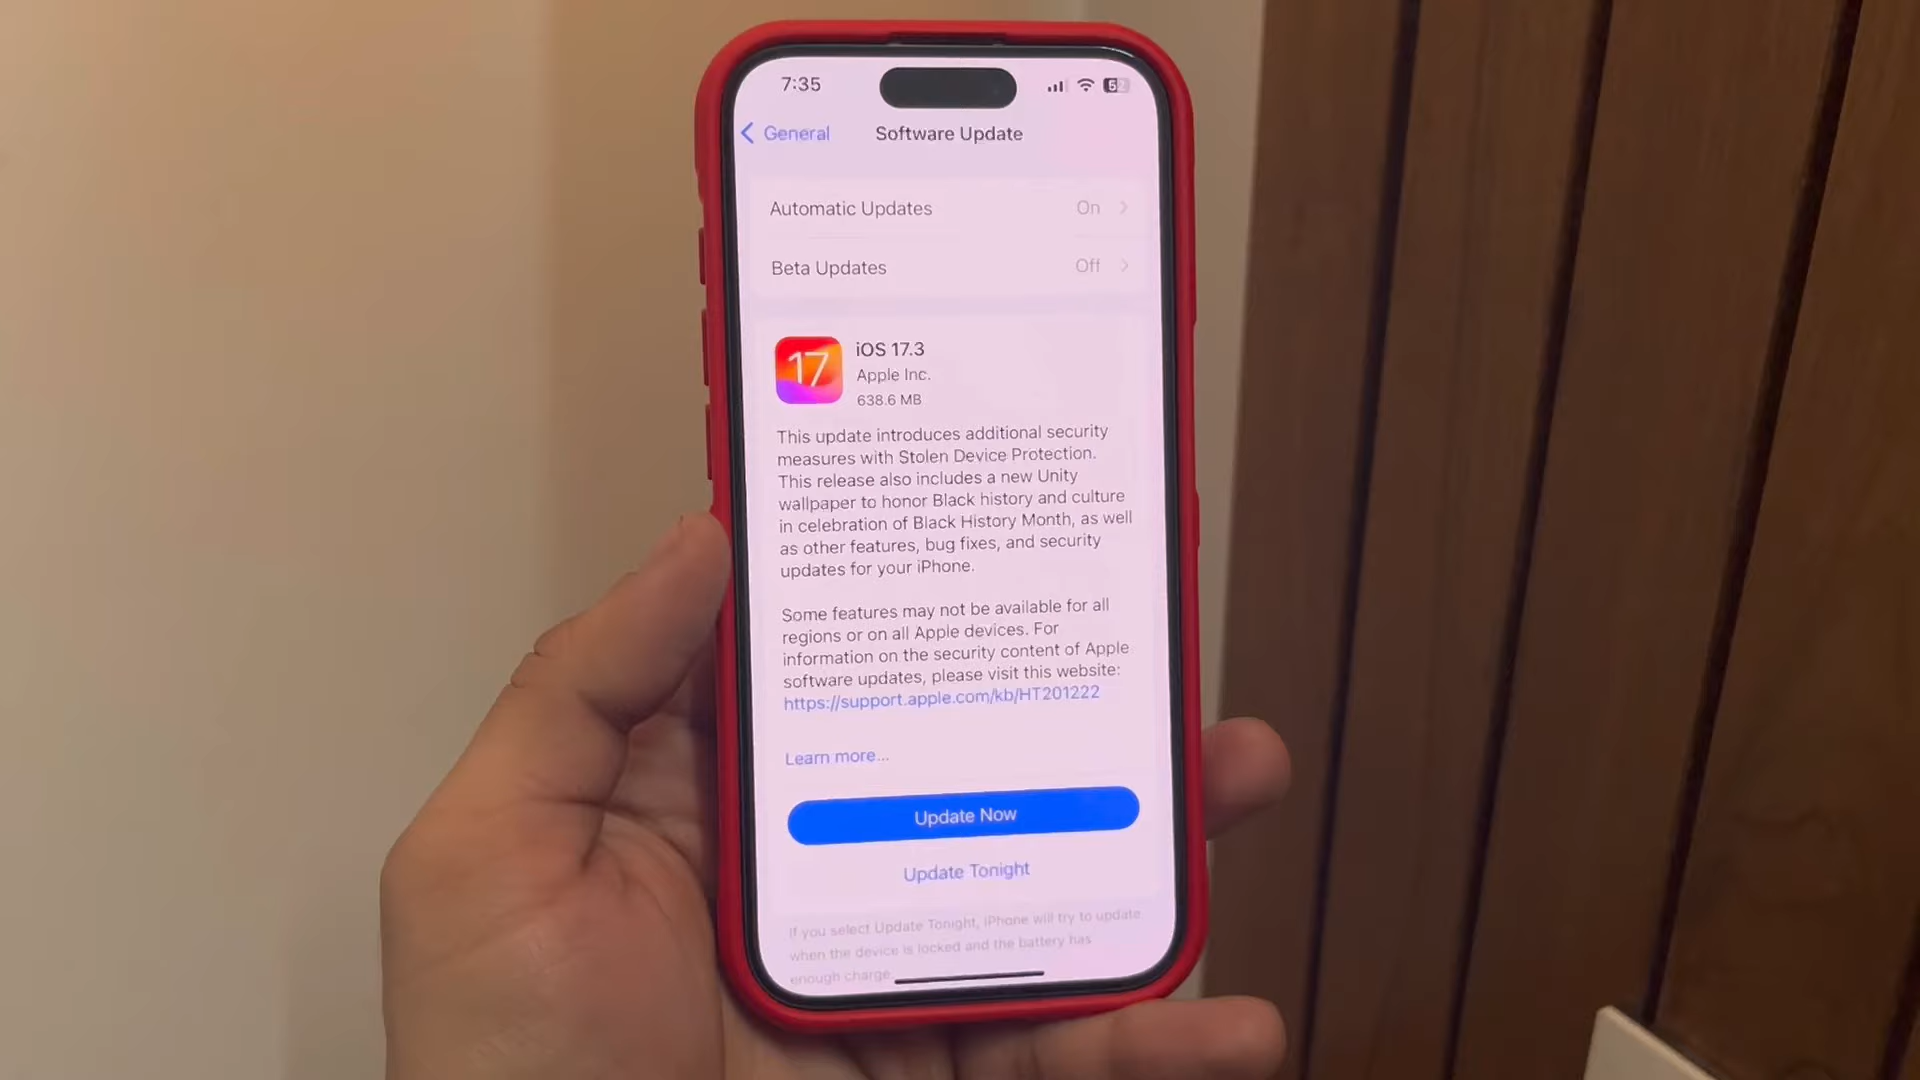 7:35
General
Software Update
Automatic Updates On
Beta Updates Off
17
iOS 17.3
Apple Inc.
638.6 MB
This update introduces additional security
measures with Stolen Device Protection.
This release also includes a new Unity
wallpaper to honor Black history and culture
in celebration of Black History Month, as well
as other features, bug fixes, and security
updates for your iPhone.
Some features may not be available for all
regions or on all Apple devices. For
information on the security content of Apple
software updates, please visit this website:
https://support.apple.com/kb/HT201222
Learn more...
Update Now
Update Tonight
If you select Update Tonight, iPhone will try to update
when the device is locked and the battery has
enough charge.